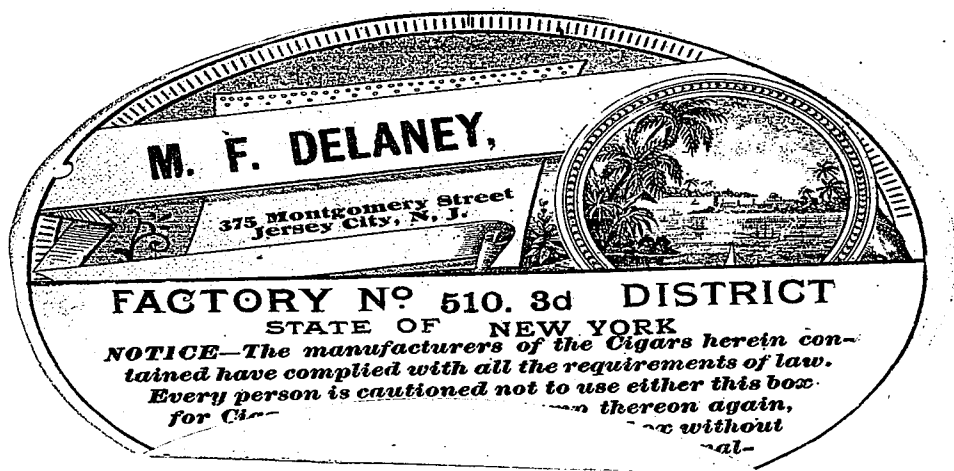 M. F. DELANEY,
375 Montgomery Street
Jersey City, N. J.
FACTORY Nº 510. 3d DISTRICT
STATE OF NEW YORK
NOTICE—The manufacturers of the Cigars herein con-
tained have complied with all the requirements of law.
Every person is cautioned not to use either this box
for thereon again,
without